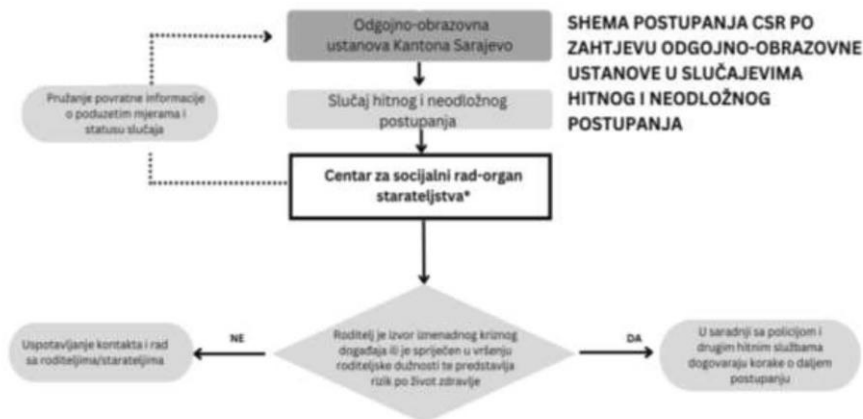 Odgojno-obrazovna
ustanova Kantona Sarajevo
SHEMA POSTUPANJA CSR PO
ZAHTJEVU ODGOJNO-OBRAZOVNE
USTANOVE U SLUČAJEVIMA
HITNOG I NEODLOŽNOG
POSTUPANJA
Pružanje povratne informacije
o poduzetim mjerama i
statusu slučaja
Slučaj hitnog i neodložnog
postupanja
Centar za socijalni rad-organ
starateljstva*
Uspotavljanje kontakta i rad
sa roditeljima/starateljima
NE
Roditelj je izvor iznenadnog kriznog
događaja ili je spriječen u vršenju
roditeljske dužnosti te predstavlja
rizik po život zdravlje
DA
U saradnji sa policijom i
drugim hitnim službama
dogovaraju korake o daljem
postupanju